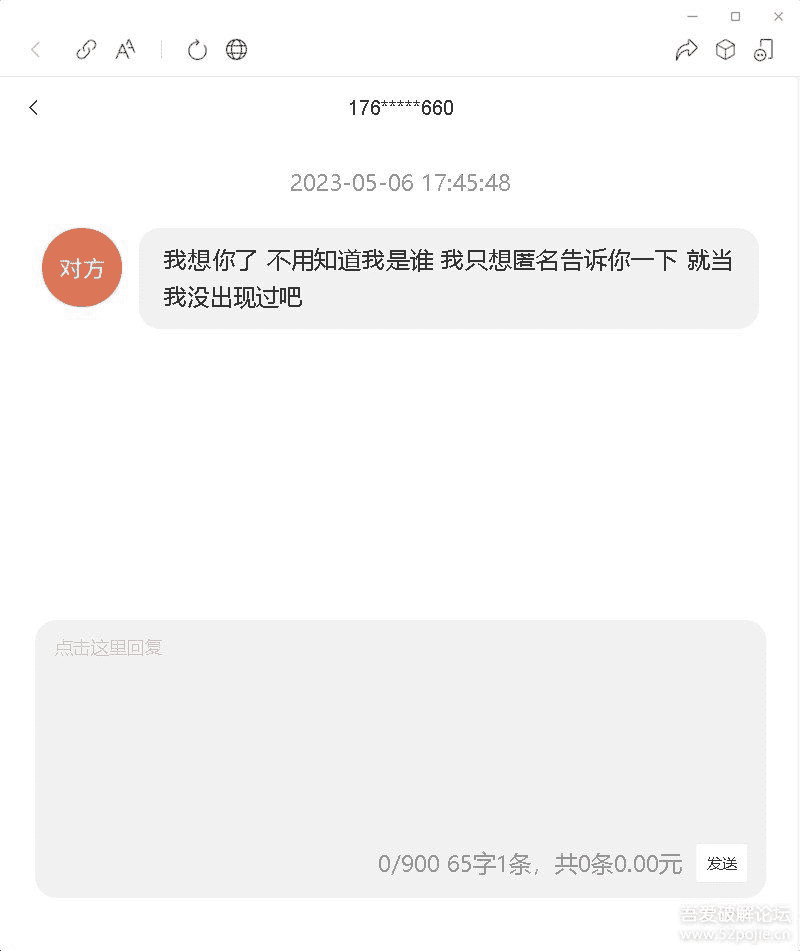 176*****660
2023-05-06 17:45:48
对方
我想你了 不用知道我是谁 我只想匿名告诉你一下 就当
我没出现过吧
点击这里回复
0/900 65字1条，共0条0.00元
发送
吾爱破解论坛
www.52pojie.cn